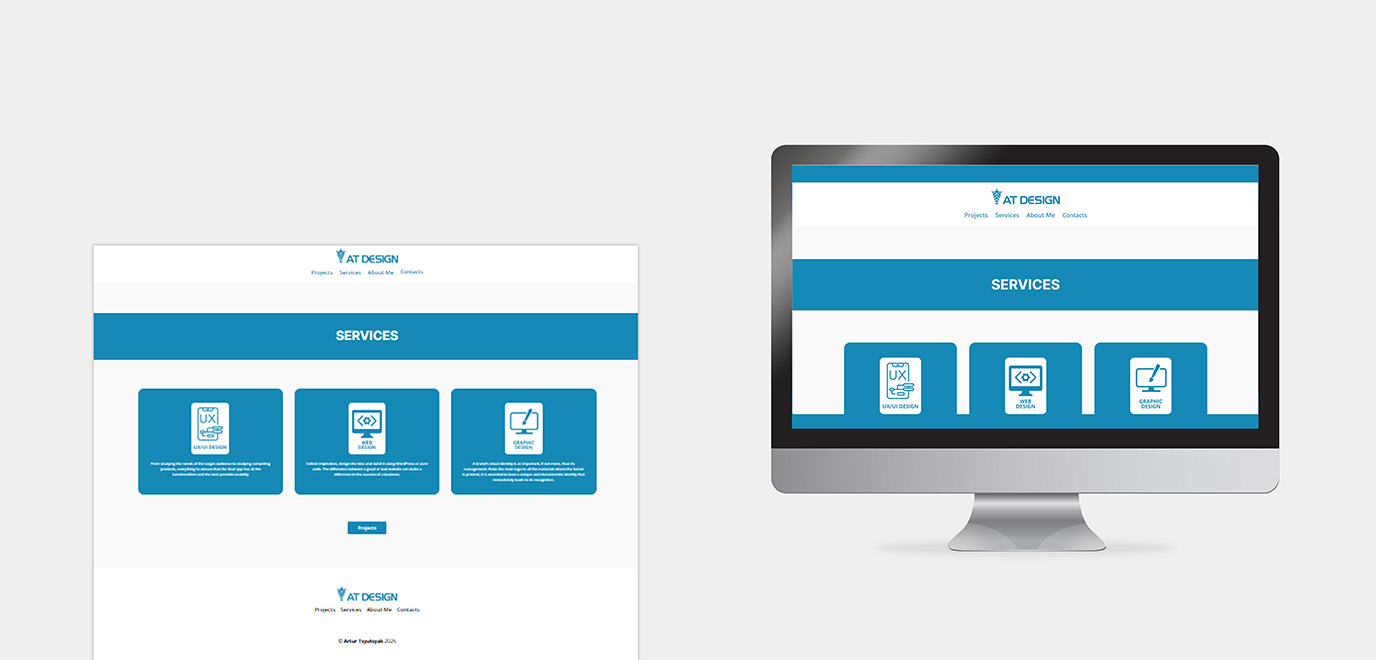 AT DESIGN
Projects Services About Me Contacts
SERVICES
UX
UX/UI DESIGN
From studying the needs of the target audience to studying competing
products, everything to ensure that the final app has all the
functionalities and the best possible usability
WEB
DESIGN
Collect inspiration, design the idea and build it using WordPress or pure
code. The difference between a good or bad website can make a
difference in the success of a business.
GRAPHIC
DESIGN
A brand's visual identity is as important, if not more, than its
management. From the main logo to all the materials where the brand
is present, it is essential to have a unique and characteristic identity that
immediately leads to its recognition.
Projects
AT DESIGN
Projects Services About Me Contacts
© Artur Tsyutsyak 2025
AT DESIGN
Projects Services About Me Contacts
SERVICES
UX
UX/UI DESIGN
WEB
DESIGN
GRAPHIC
DESIGN